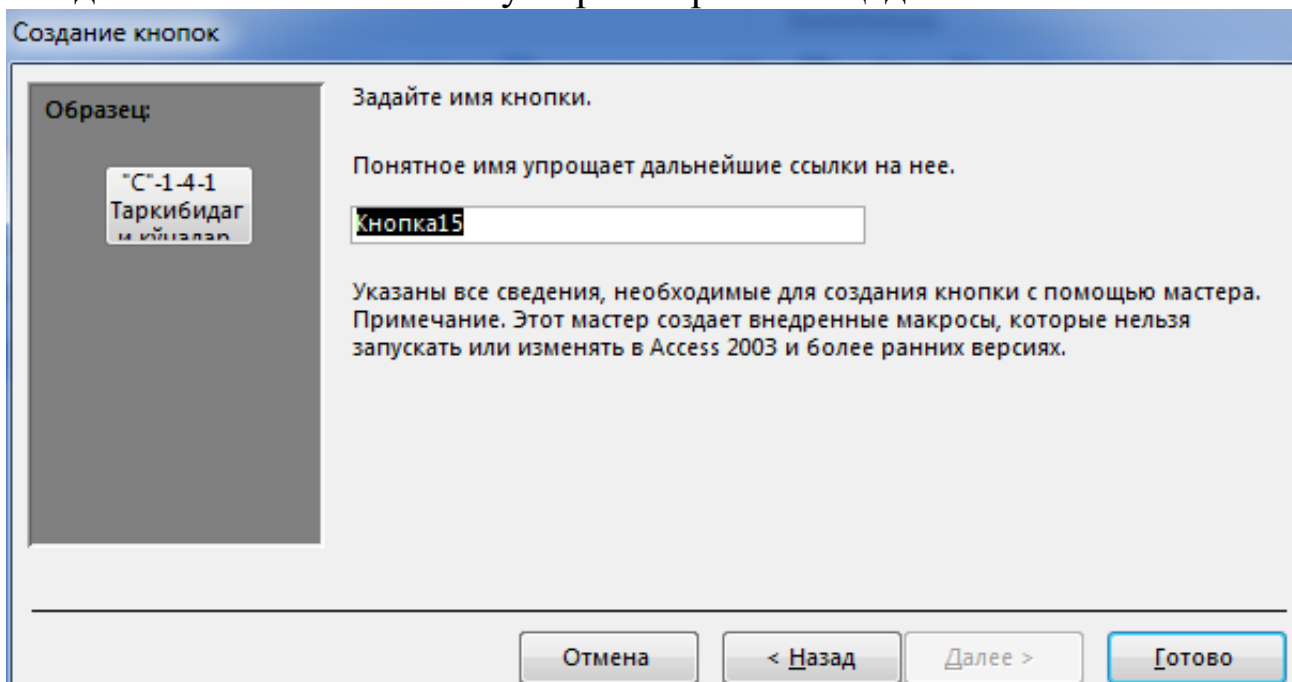 Создание кнопок
Образец:
Задайте имя кнопки.
Понятное имя упрощает дальнейшие ссылки на нее.
"С"-1-4-1
Таркибидаг
и кўчалар
Кнопка15
Указаны все сведения, необходимые для создания кнопки с помощью мастера.
Примечание. Этот мастер создает внедренные макросы, которые нельзя
запускать или изменять в Access 2003 и более ранних версиях.
Отмена
< Назад
Далее >
Готово